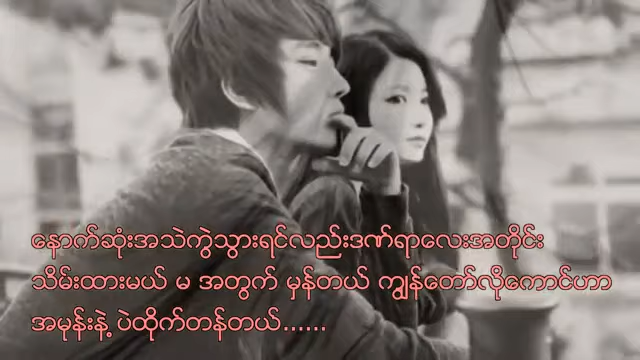 နောက်ဆုံးအသဲကွဲသွားရင်လည်းဒဏ်ရာလေးအတိုင်း
သိမ်းထားမယ် မ အတွက် မှန်တယ် ကျွန်တော်လိုကောင်ဟာ
အမုန်းနဲ့ ပဲထိုက်တန်တယ်......